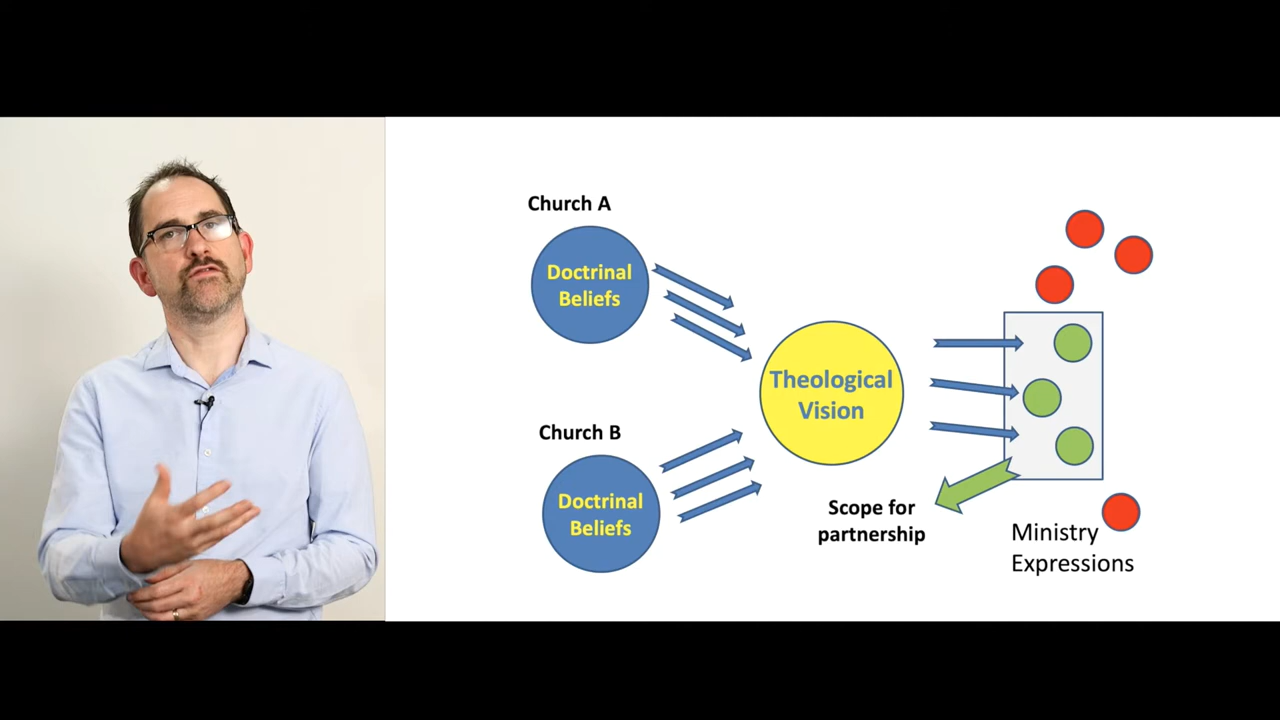 Church A
Doctrinal
Beliefs
Church B
Doctrinal
Beliefs
Theological
Vision
Scope for
partnership
Ministry
Expressions